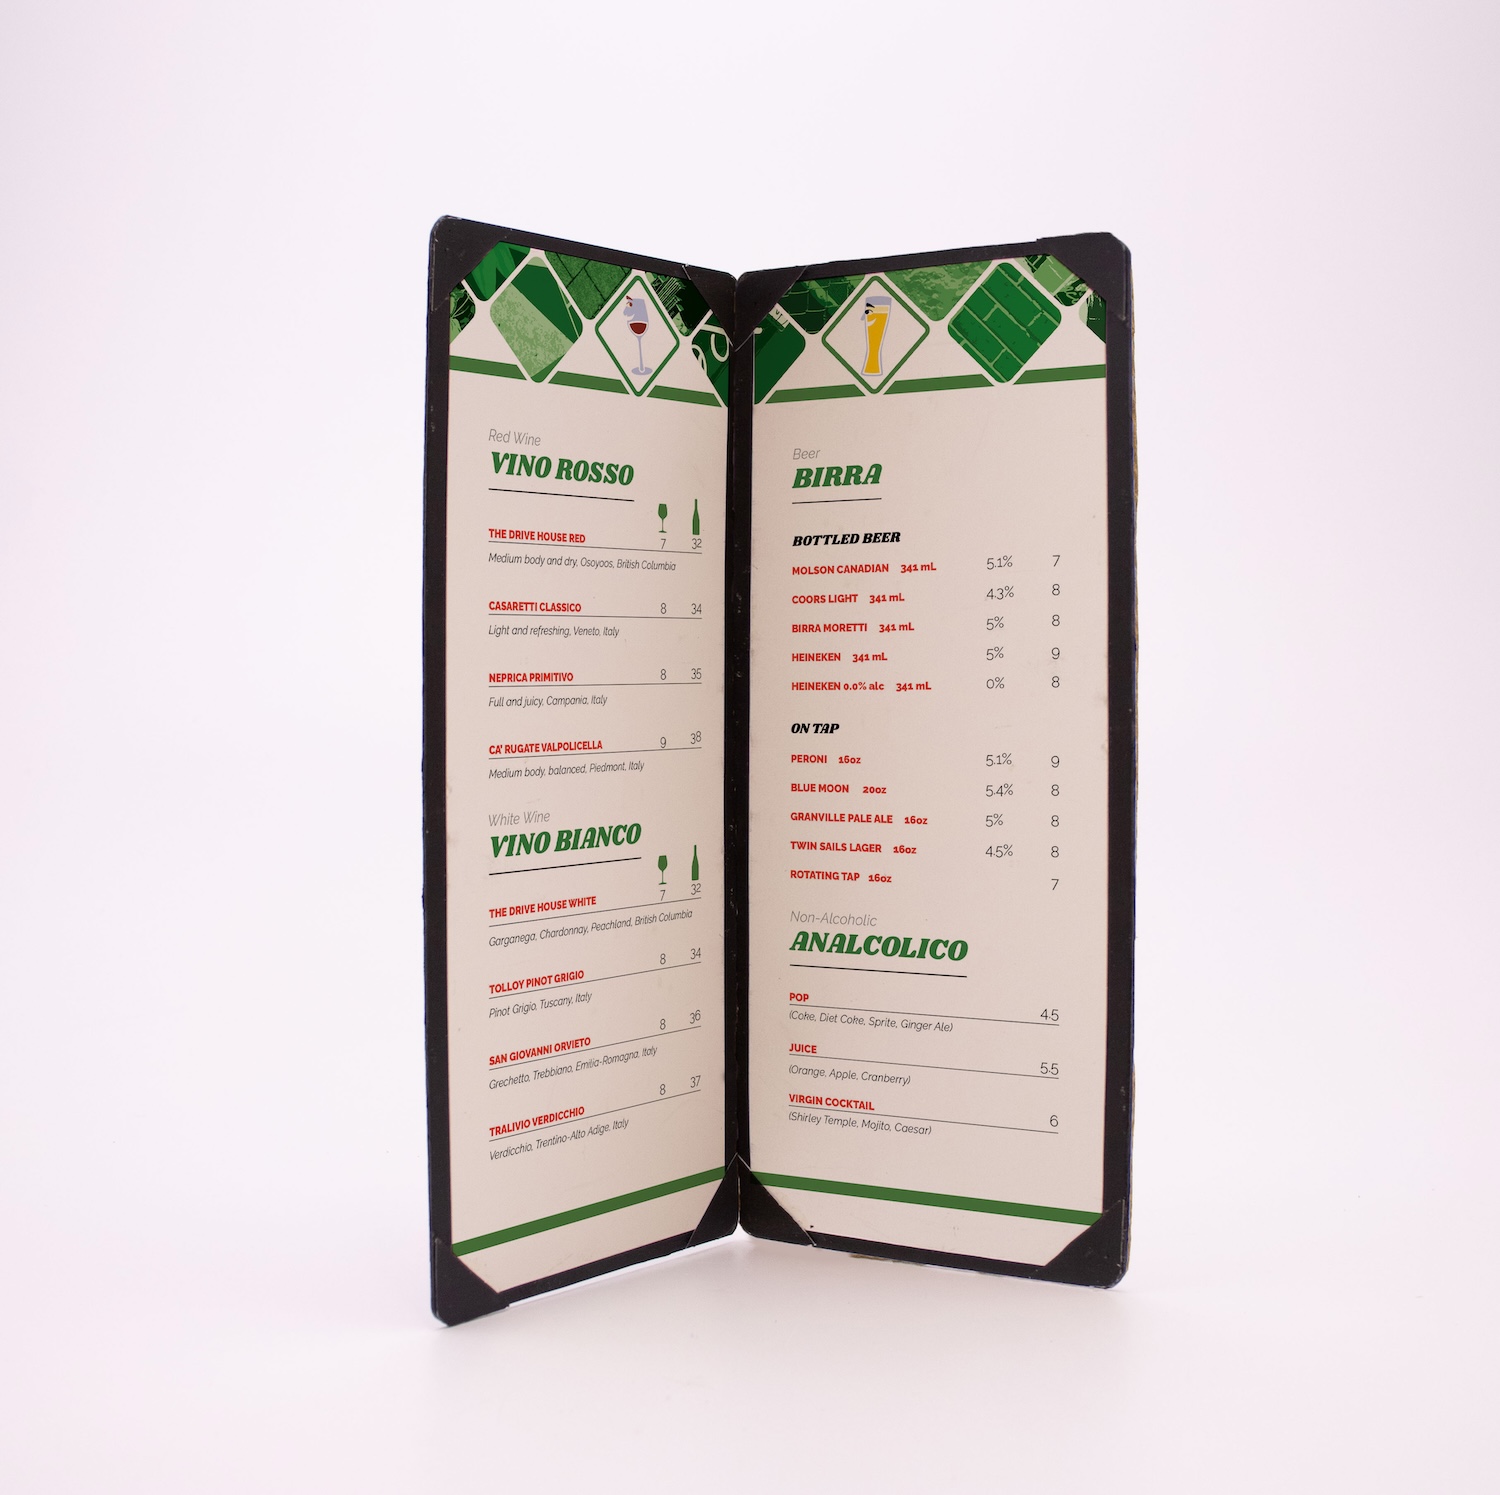 Red Wine
VINO ROSSO
THE DRIVE HOUSE RED 7 32
Medium body and dry, Osoyoos, British Columbia
CASARETTI CLASSICO 8 34
Light and refreshing, Veneto, Italy
NEPRICA PRIMITIVO 8 35
Full and juicy, Campania, Italy
CA' RUGATE VALPOLICELLA 9 38
Medium body, balanced, Piedmont, Italy
White Wine
VINO BIANCO
THE DRIVE HOUSE WHITE 7 32
Garganega, Chardonnay, Peachland, British Columbia
TOLLOY PINOT GRIGIO 8 34
Pinot Grigio, Tuscany, Italy
SAN GIOVANNI ORVIETO 8 36
Grechetto, Trebbiano, Emilia-Romagna, Italy
TRALIVIO VERDICCHIO 8 37
Verdicchio, Trentino-Alto Adige, Italy
Beer
BIRRA
BOTTLED BEER
MOLSON CANADIAN 341 mL 5.1% 7
COORS LIGHT 341 mL 4.3% 8
BIRRA MORETTI 341 mL 5% 8
HEINEKEN 341 mL 5% 9
HEINEKEN 0.0% alc 341 mL 0% 8
ON TAP
PERONI 16oz 5.1% 9
BLUE MOON 20oz 5.4% 8
GRANVILLE PALE ALE 16oz 5% 8
TWIN SAILS LAGER 16oz 4.5% 8
ROTATING TAP 16oz 7
Non-Alcoholic
ANALCOLICO
POP 4.5
(Coke, Diet Coke, Sprite, Ginger Ale)
JUICE 5.5
(Orange, Apple, Cranberry)
VIRGIN COCKTAIL 6
(Shirley Temple, Mojito, Caesar)